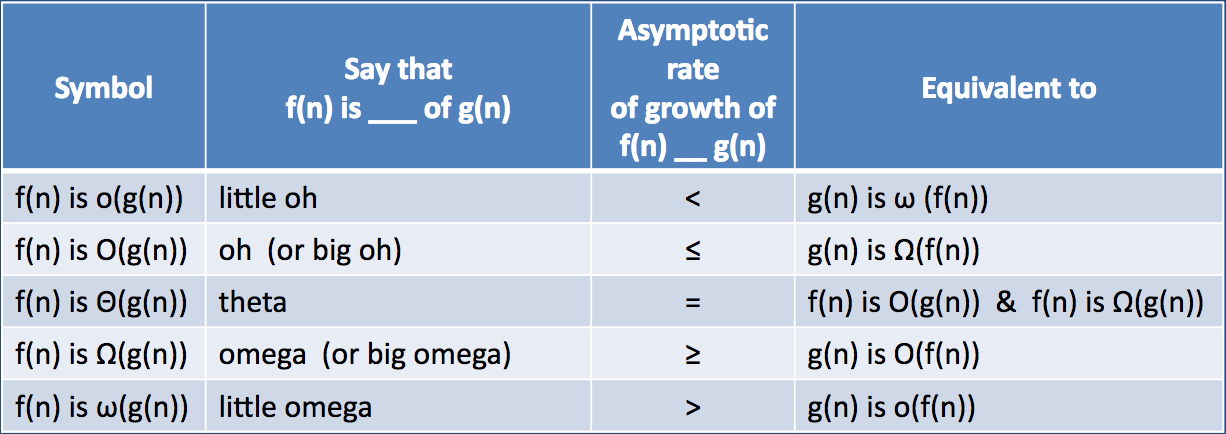 Symbol
Say that
f(n) is ___ of g(n)
Asymptotic
rate
of growth of
f(n) __ g(n)
Equivalent to
f(n) is o(g(n)) little oh < g(n) is ω (f(n))
f(n) is O(g(n)) oh (or big oh) ≤ g(n) is Ω(f(n))
f(n) is Θ(g(n)) theta = f(n) is O(g(n)) & f(n) is Ω(g(n))
f(n) is Ω(g(n)) omega (or big omega) ≥ g(n) is O(f(n))
f(n) is ω(g(n)) little omega > g(n) is o(f(n))